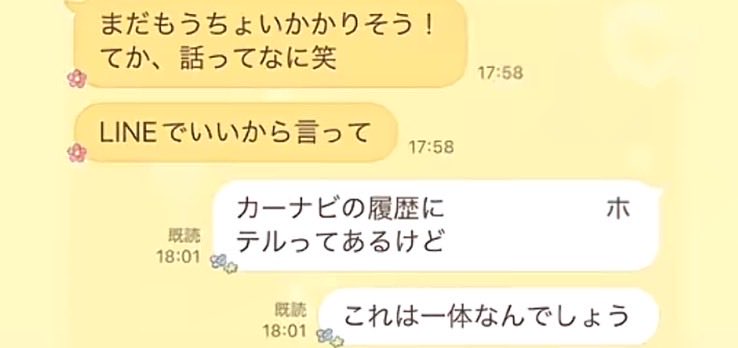 まだもうちょいかかりそう！
てか、話ってなに笑
17:58
LINEでいいから言って
17:58
カーナビの履歴に ホ
テルってあるけど
既読
18:01
これは一体なんでしょう
既読
18:01